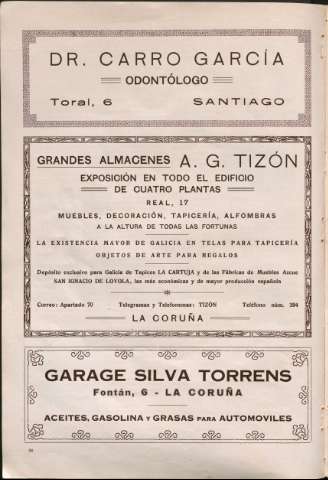 DR. CARRO GARCÍA
ODONTÓLOGO
Toral, 6 SANTIAGO
GRANDES ALMACENES A. G. TIZÓN
EXPOSICIÓN EN TODO EL EDIFICIO
DE CUATRO PLANTAS
REAL, 17
MUEBLES, DECORACIÓN, TAPICERÍA, ALFOMBRAS
A LA ALTURA DE TODAS LAS FORTUNAS
LA EXISTENCIA MAYOR DE GALICIA EN TELAS PARA TAPICERÍA
OBJETOS DE ARTE PARA REGALOS
Depósito exclusivo para Galicia de Tapices LA CARTUJA y de las Fábricas de Muebles Azcue
SAN IGNACIO DE LOYOLA, las más económicas y de mayor producción española
Correo: Apartado 70 Telegramas y Telefonemas: TIZÓN Teléfono núm. 394
LA CORUÑA
GARAGE SILVA TORRENS
Fontán, 6 - LA CORUÑA
ACEITES, GASOLINA Y GRASAS PARA AUTOMOVILES